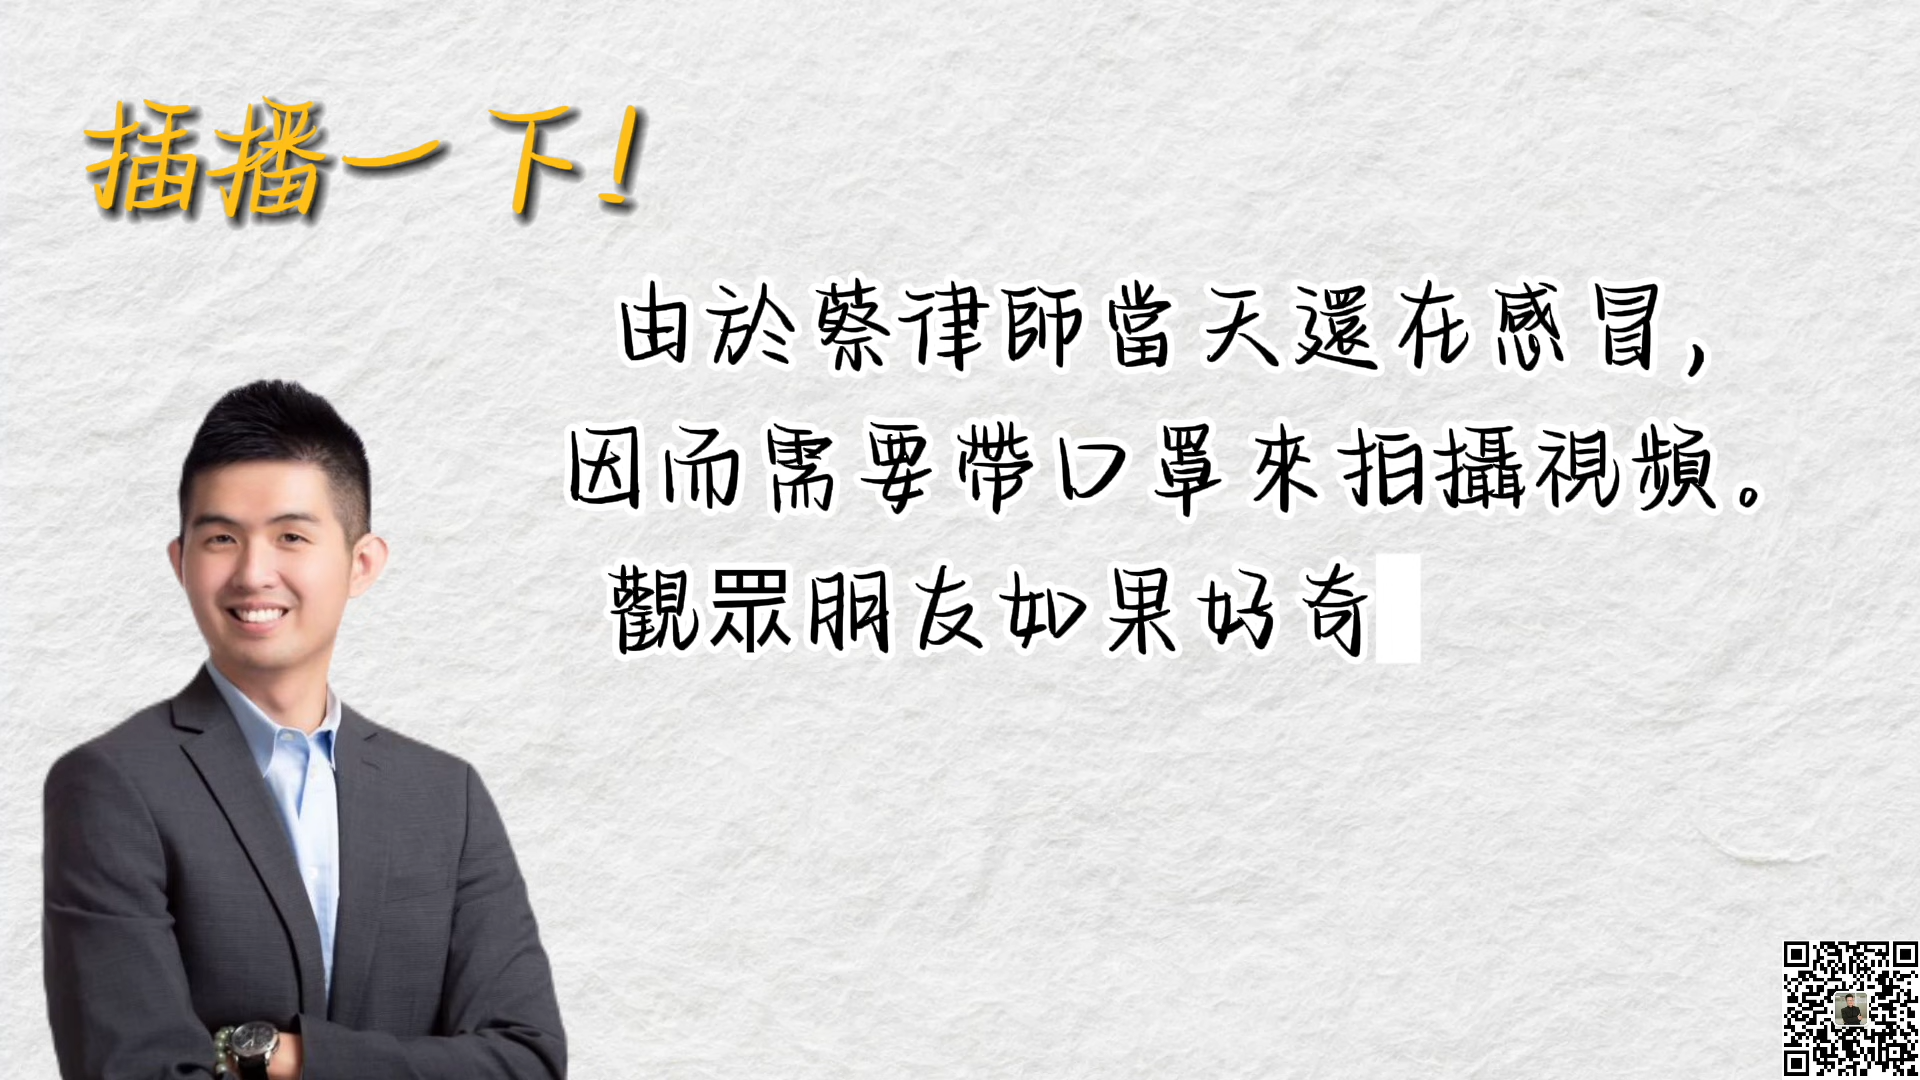 插播一下!
由於蔡律師當天還在感冒,
因而需要帶口罩來拍攝視頻。
觀眾朋友如果好奇